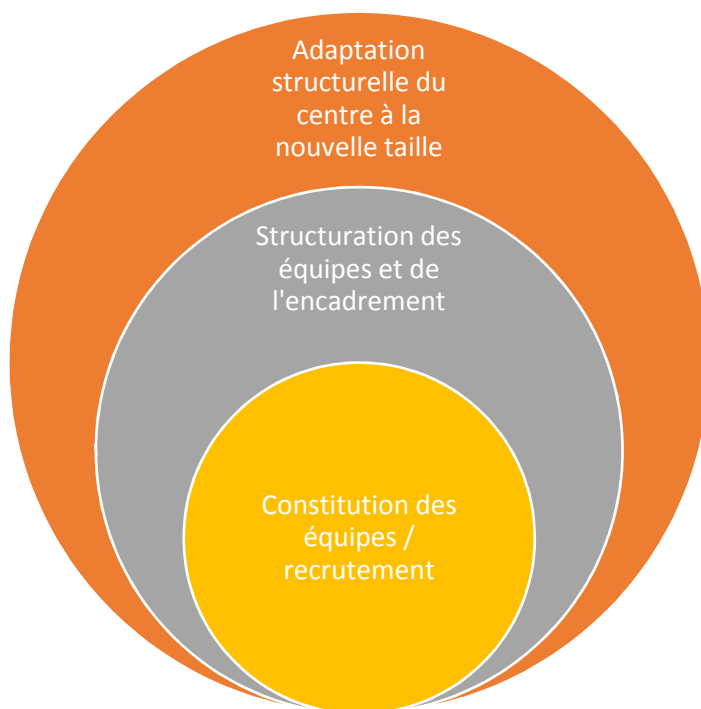 Adaptation
structurelle du
centre à la
nouvelle taille
Structuration des
équipes et de
l'encadrement
Constitution des
équipes /
recrutement